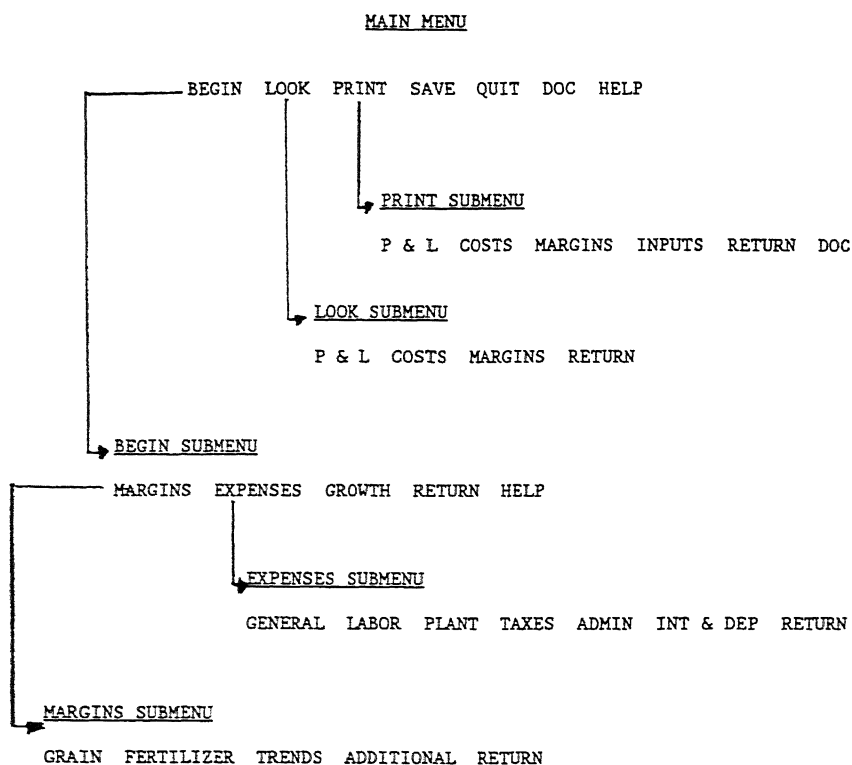 MAIN MENU
BEGIN LOOK PRINT SAVE QUIT DOC HELP
PRINT SUBMENU
P & L COSTS MARGINS INPUTS RETURN DOC
LOOK SUBMENU
P & L COSTS MARGINS RETURN
BEGIN SUBMENU
MARGINS EXPENSES GROWTH RETURN HELP
EXPENSES SUBMENU
GENERAL LABOR PLANT TAXES ADMIN INT & DEP RETURN
MARGINS SUBMENU
GRAIN FERTILIZER TRENDS ADDITIONAL RETURN